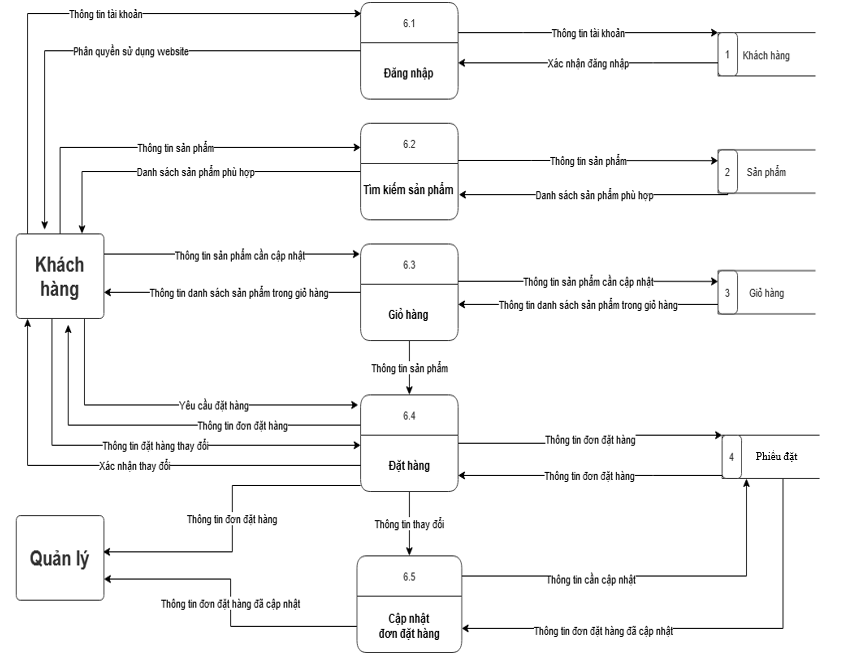 Thông tin tài khoản
6.1
Thông tin tài khoản
Phân quyền sử dụng website
Đăng nhập
Xác nhận đăng nhập
1
Khách hàng
6.2
Thông tin sản phẩm
Thông tin sản phẩm
Danh sách sản phẩm phù hợp
Tìm kiếm sản phẩm
Danh sách sản phẩm phù hợp
2
Sản phẩm
Khách
hàng
Thông tin sản phẩm cần cập nhật
6.3
Thông tin sản phẩm cần cập nhật
Thông tin danh sách sản phẩm trong giỏ hàng
Giỏ hàng
Thông tin danh sách sản phẩm trong giỏ hàng
3
Giỏ hàng
Thông tin sản phẩm
Yêu cầu đặt hàng
6.4
Thông tin đơn đặt hàng
Thông tin đặt hàng thay đổi
Xác nhận thay đổi
Đặt hàng
Thông tin đơn đặt hàng
Thông tin đơn đặt hàng
4
Phiếu đặt
Thông tin đơn đặt hàng
Thông tin thay đổi
Quản lý
6.5
Thông tin cần cập nhật
Thông tin đơn đặt hàng đã cập nhật
Cập nhật
đơn đặt hàng
Thông tin đơn đặt hàng đã cập nhật